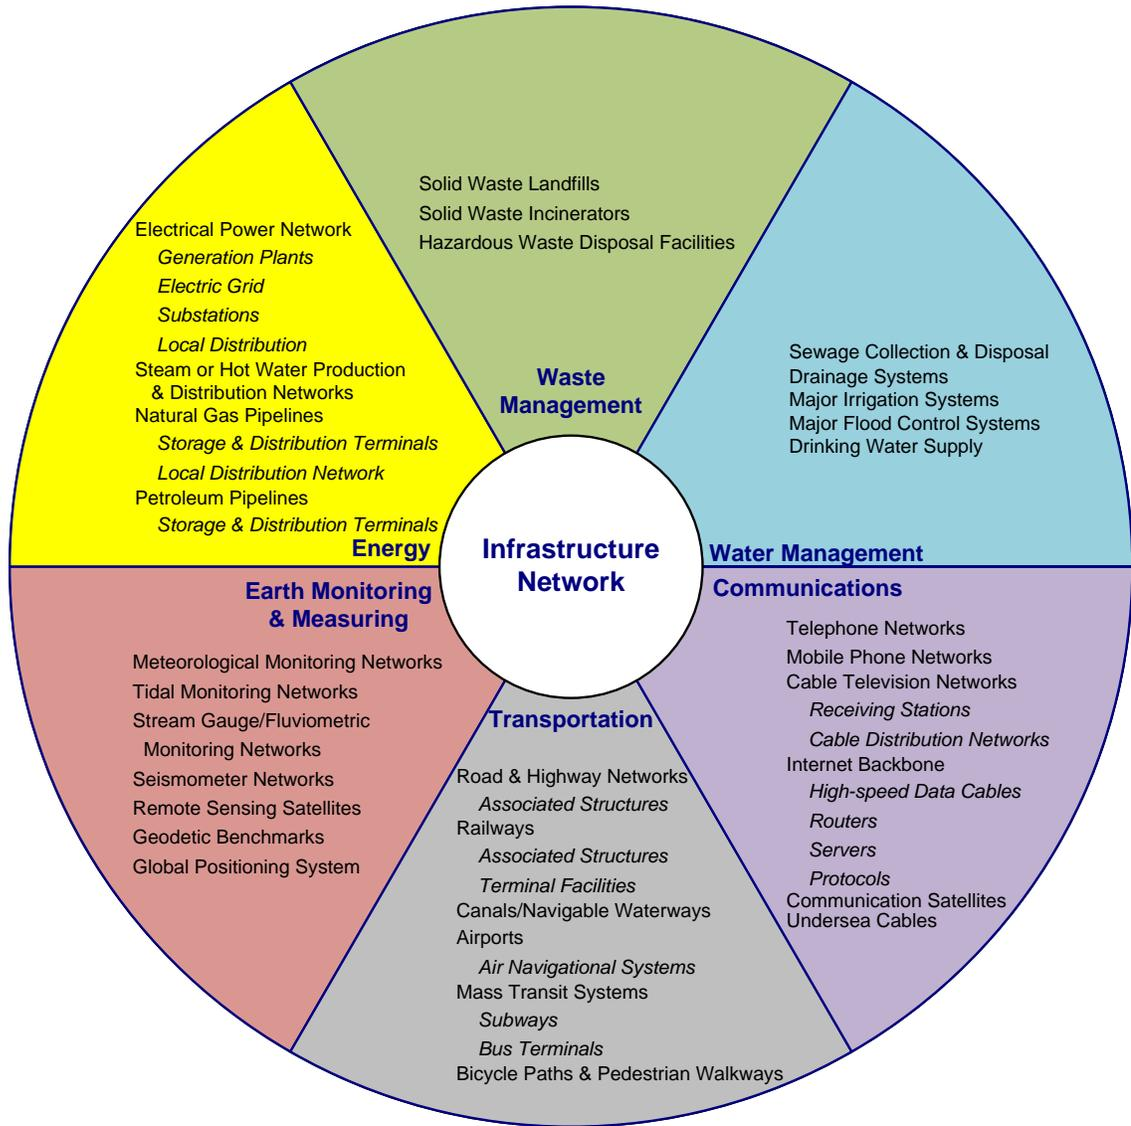 Solid Waste Landfills
Solid Waste Incinerators
Hazardous Waste Disposal Facilities
Waste
Management
Electrical Power Network
Generation Plants
Electric Grid
Substations
Local Distribution
Steam or Hot Water Production
& Distribution Networks
Natural Gas Pipelines
Storage & Distribution Terminals
Local Distribution Network
Petroleum Pipelines
Storage & Distribution Terminals
Energy
Sewage Collection & Disposal
Drainage Systems
Major Irrigation Systems
Major Flood Control Systems
Drinking Water Supply
Water Management
Infrastructure
Network
Earth Monitoring
& Measuring
Meteorological Monitoring Networks
Tidal Monitoring Networks
Stream Gauge/Fluviometric
Monitoring Networks
Seismometer Networks
Remote Sensing Satellites
Geodetic Benchmarks
Global Positioning System
Transportation
Road & Highway Networks
Associated Structures
Railways
Associated Structures
Terminal Facilities
Canals/Navigable Waterways
Airports
Air Navigational Systems
Mass Transit Systems
Subways
Bus Terminals
Bicycle Paths & Pedestrian Walkways
Communications
Telephone Networks
Mobile Phone Networks
Cable Television Networks
Receiving Stations
Cable Distribution Networks
Internet Backbone
High-speed Data Cables
Routers
Servers
Protocols
Communication Satellites
Undersea Cables